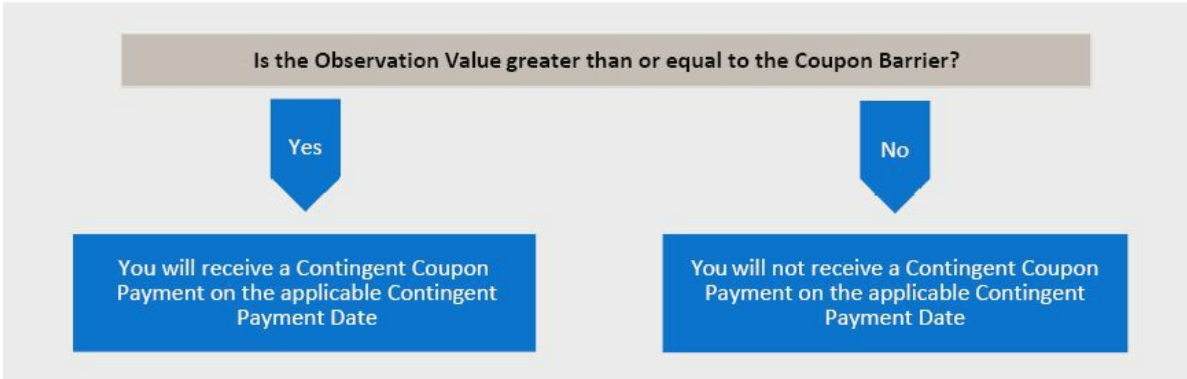 Is the Observation Value greater than or equal to the Coupon Barrier?
Yes
No
You will receive a Contingent Coupon
Payment on the applicable Contingent
Payment Date
You will not receive a Contingent Coupon
Payment on the applicable Contingent
Payment Date